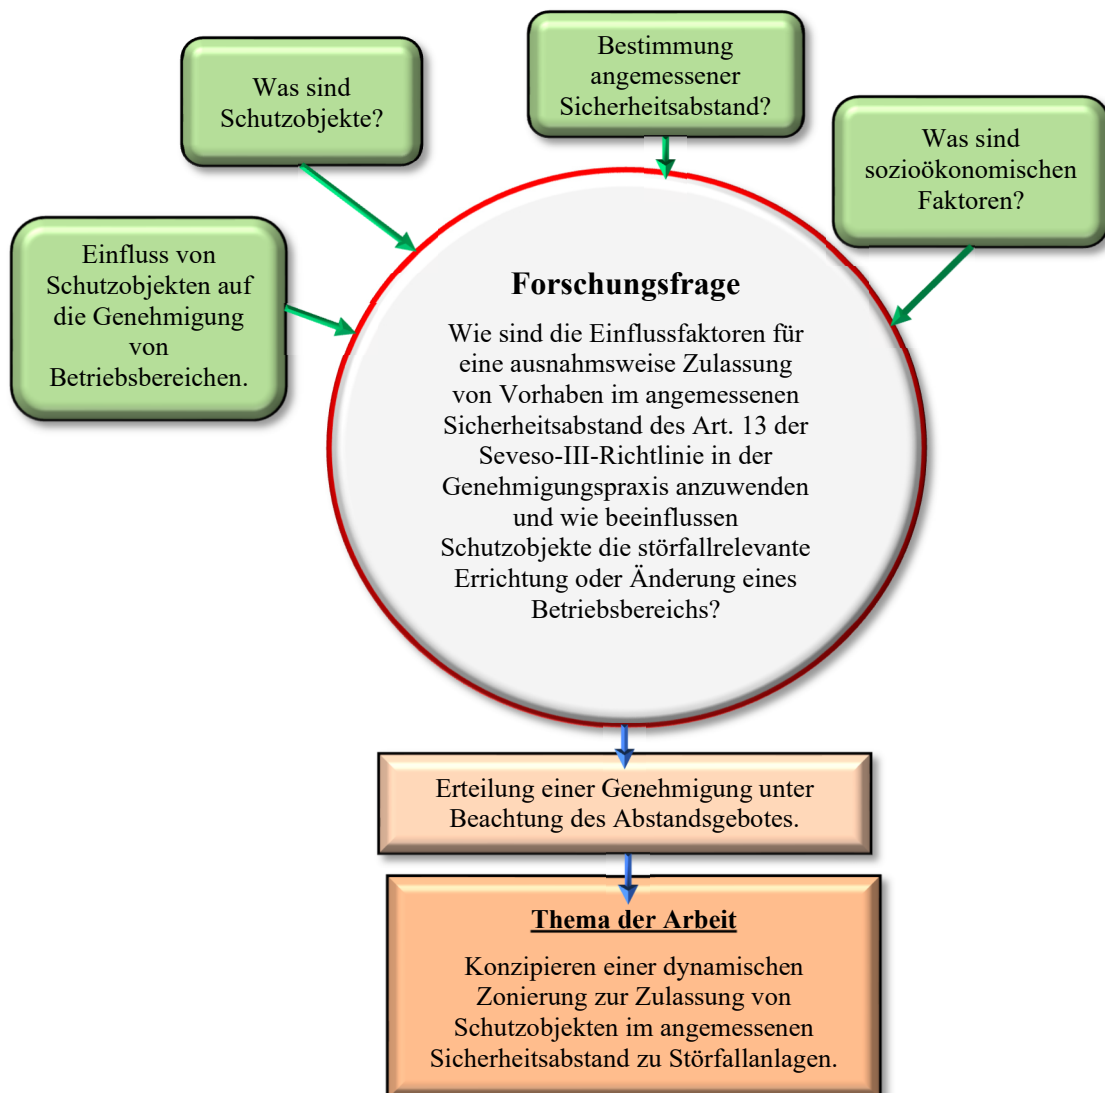 Bestimmung
angemessener
Sicherheitsabstand?
Was sind
Schutzobjekte?
Was sind
sozioökonomischen
Faktoren?
Einfluss von
Schutzobjekten auf
die Genehmigung
von
Betriebsbereichen.
Forschungsfrage
Wie sind die Einflussfaktoren für
eine ausnahmsweise Zulassung
von Vorhaben im angemessenen
Sicherheitsabstand des Art. 13 der
Seveso-III-Richtlinie in der
Genehmigungspraxis anzuwenden
und wie beeinflussen
Schutzobjekte die störfallrelevante
Errichtung oder Änderung eines
Betriebsbereichs?
Erteilung einer Genehmigung unter
Beachtung des Abstandsgebotes.
Thema der Arbeit
Konzipieren einer dynamischen
Zonierung zur Zulassung von
Schutzobjekten im angemessenen
Sicherheitsabstand zu Störfallanlagen.